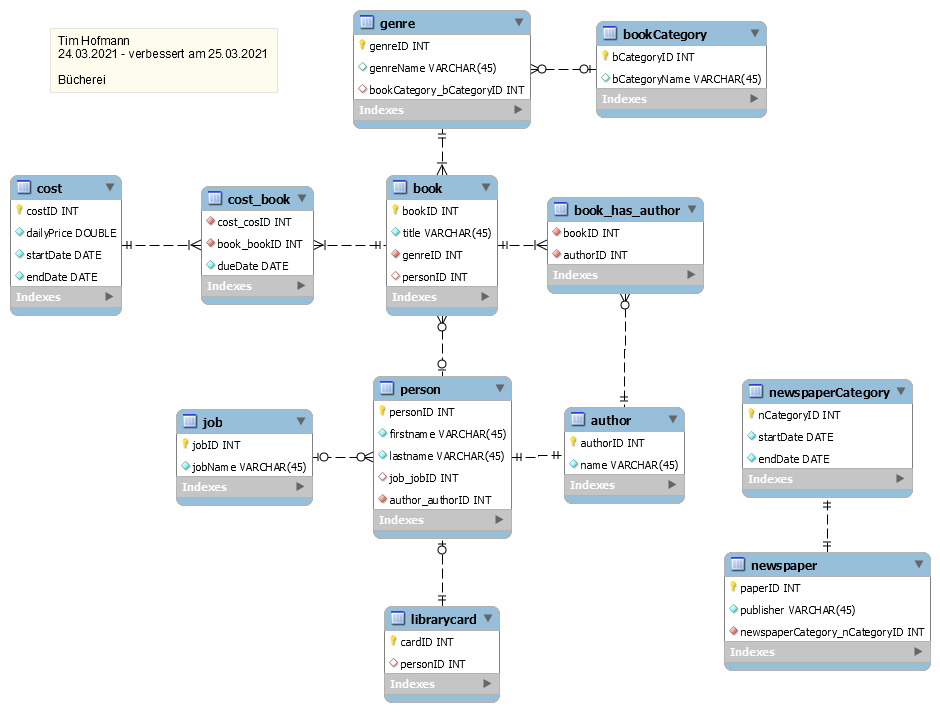 Tim Hofmann
24.03.2021 - verbessert am 25.03.2021
Bücherei
genre
genreID INT
genreName VARCHAR(45)
bookCategory_bCategoryID INT
Indexes
bookCategory
bCategoryID INT
bCategoryName VARCHAR(45)
Indexes
cost
costID INT
dailyPrice DOUBLE
startDate DATE
endDate DATE
Indexes
cost_book
cost_cosID INT
book_bookID INT
dueDate DATE
Indexes
book
bookID INT
title VARCHAR(45)
genreID INT
personID INT
Indexes
book_has_author
bookID INT
authorID INT
Indexes
job
jobID INT
jobName VARCHAR(45)
Indexes
person
personID INT
firstname VARCHAR(45)
lastname VARCHAR(45)
job_jobID INT
author_authorID INT
Indexes
author
authorID INT
name VARCHAR(45)
Indexes
newspaperCategory
nCategoryID INT
startDate DATE
endDate DATE
Indexes
newspaper
paperID INT
publisher VARCHAR(45)
newspaperCategory_nCategoryID INT
Indexes
librarycard
cardID INT
personID INT
Indexes